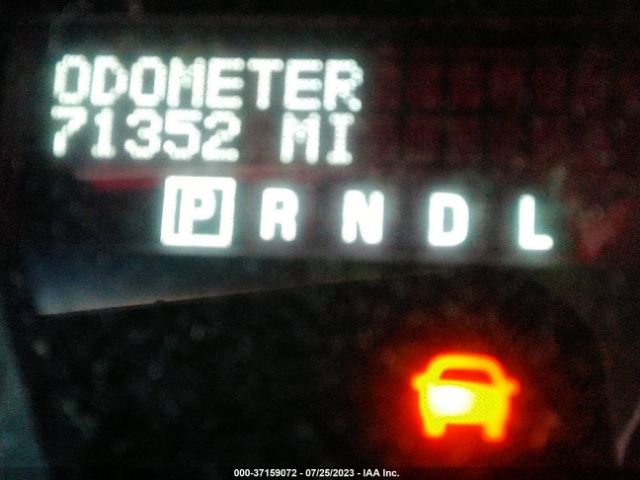 ODOMETER
71352 MI
P R N D L
000-37159072 - 07/25/2023 - IAA Inc.